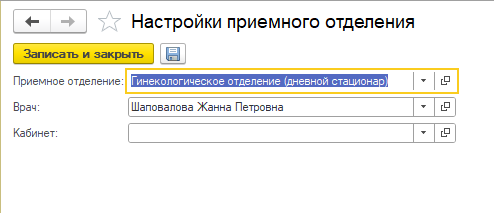 Настройки приемного отделения
Записать и закрыть
Приемное отделение: Гинекологическое отделение (дневной стационар)
Врач: Шаповалова Жанна Петровна
Кабинет: